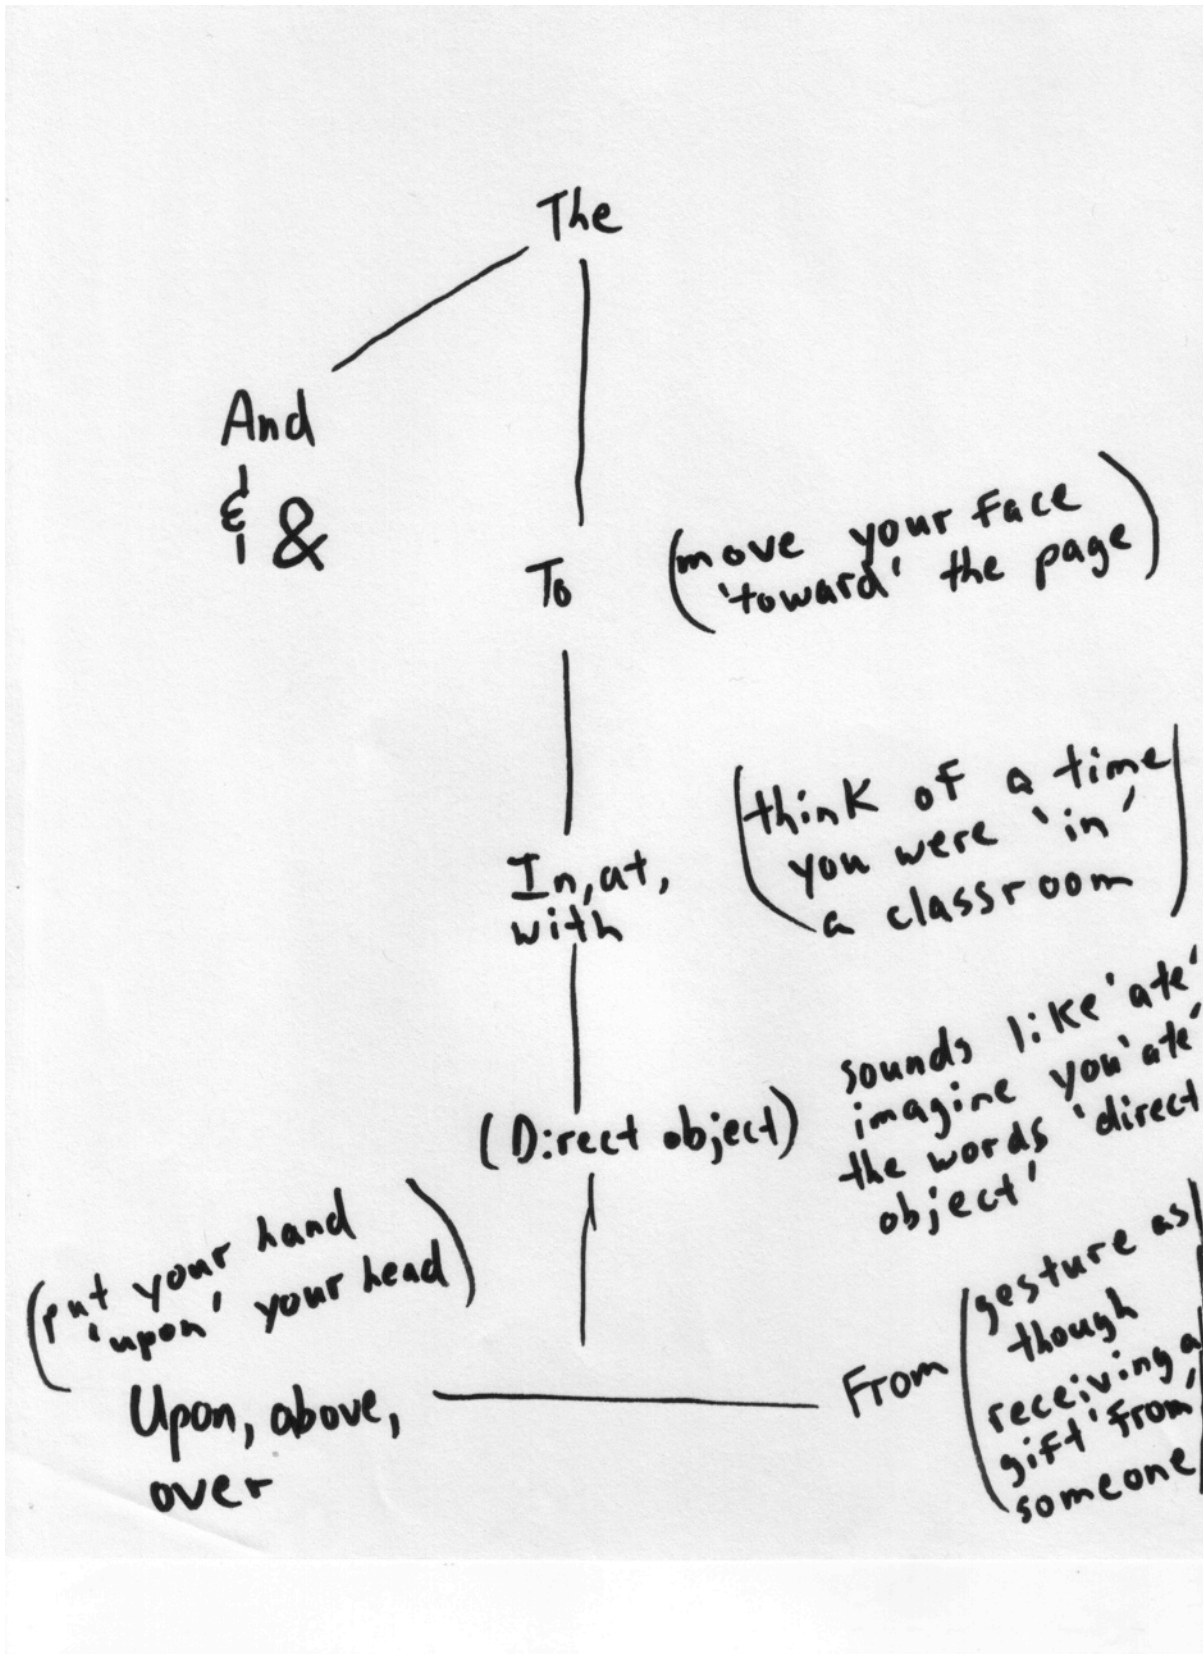 The
And
& &
To
(move your face
'toward' the page)
(think of a time
you were 'in'
a classroom)
In, at,
with
sounds like 'ate'
imagine you 'ate'
the words 'direct
object'
(Direct object)
(put your hand
'upon' your head)
Upon, above,
over
From
(gesture as
though
receiving a
gift 'from'
someone)